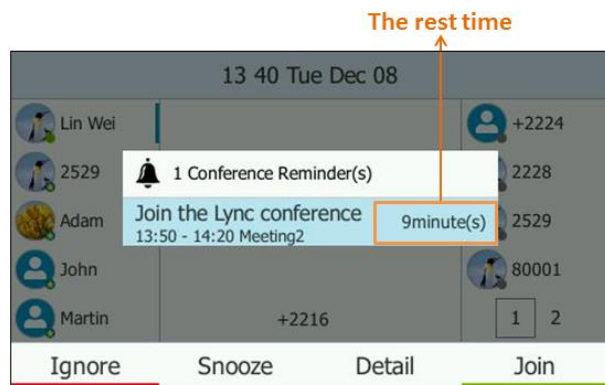 The rest time
13 40 Tue Dec 08
Lin Wei
+2224
2529
1 Conference Reminder(s)
2228
Adam
Join the Lync conference
9minute(s)
2529
13:50 - 14:20 Meeting2
John
80001
Martin
+2216
1 2
Ignore Snooze Detail Join